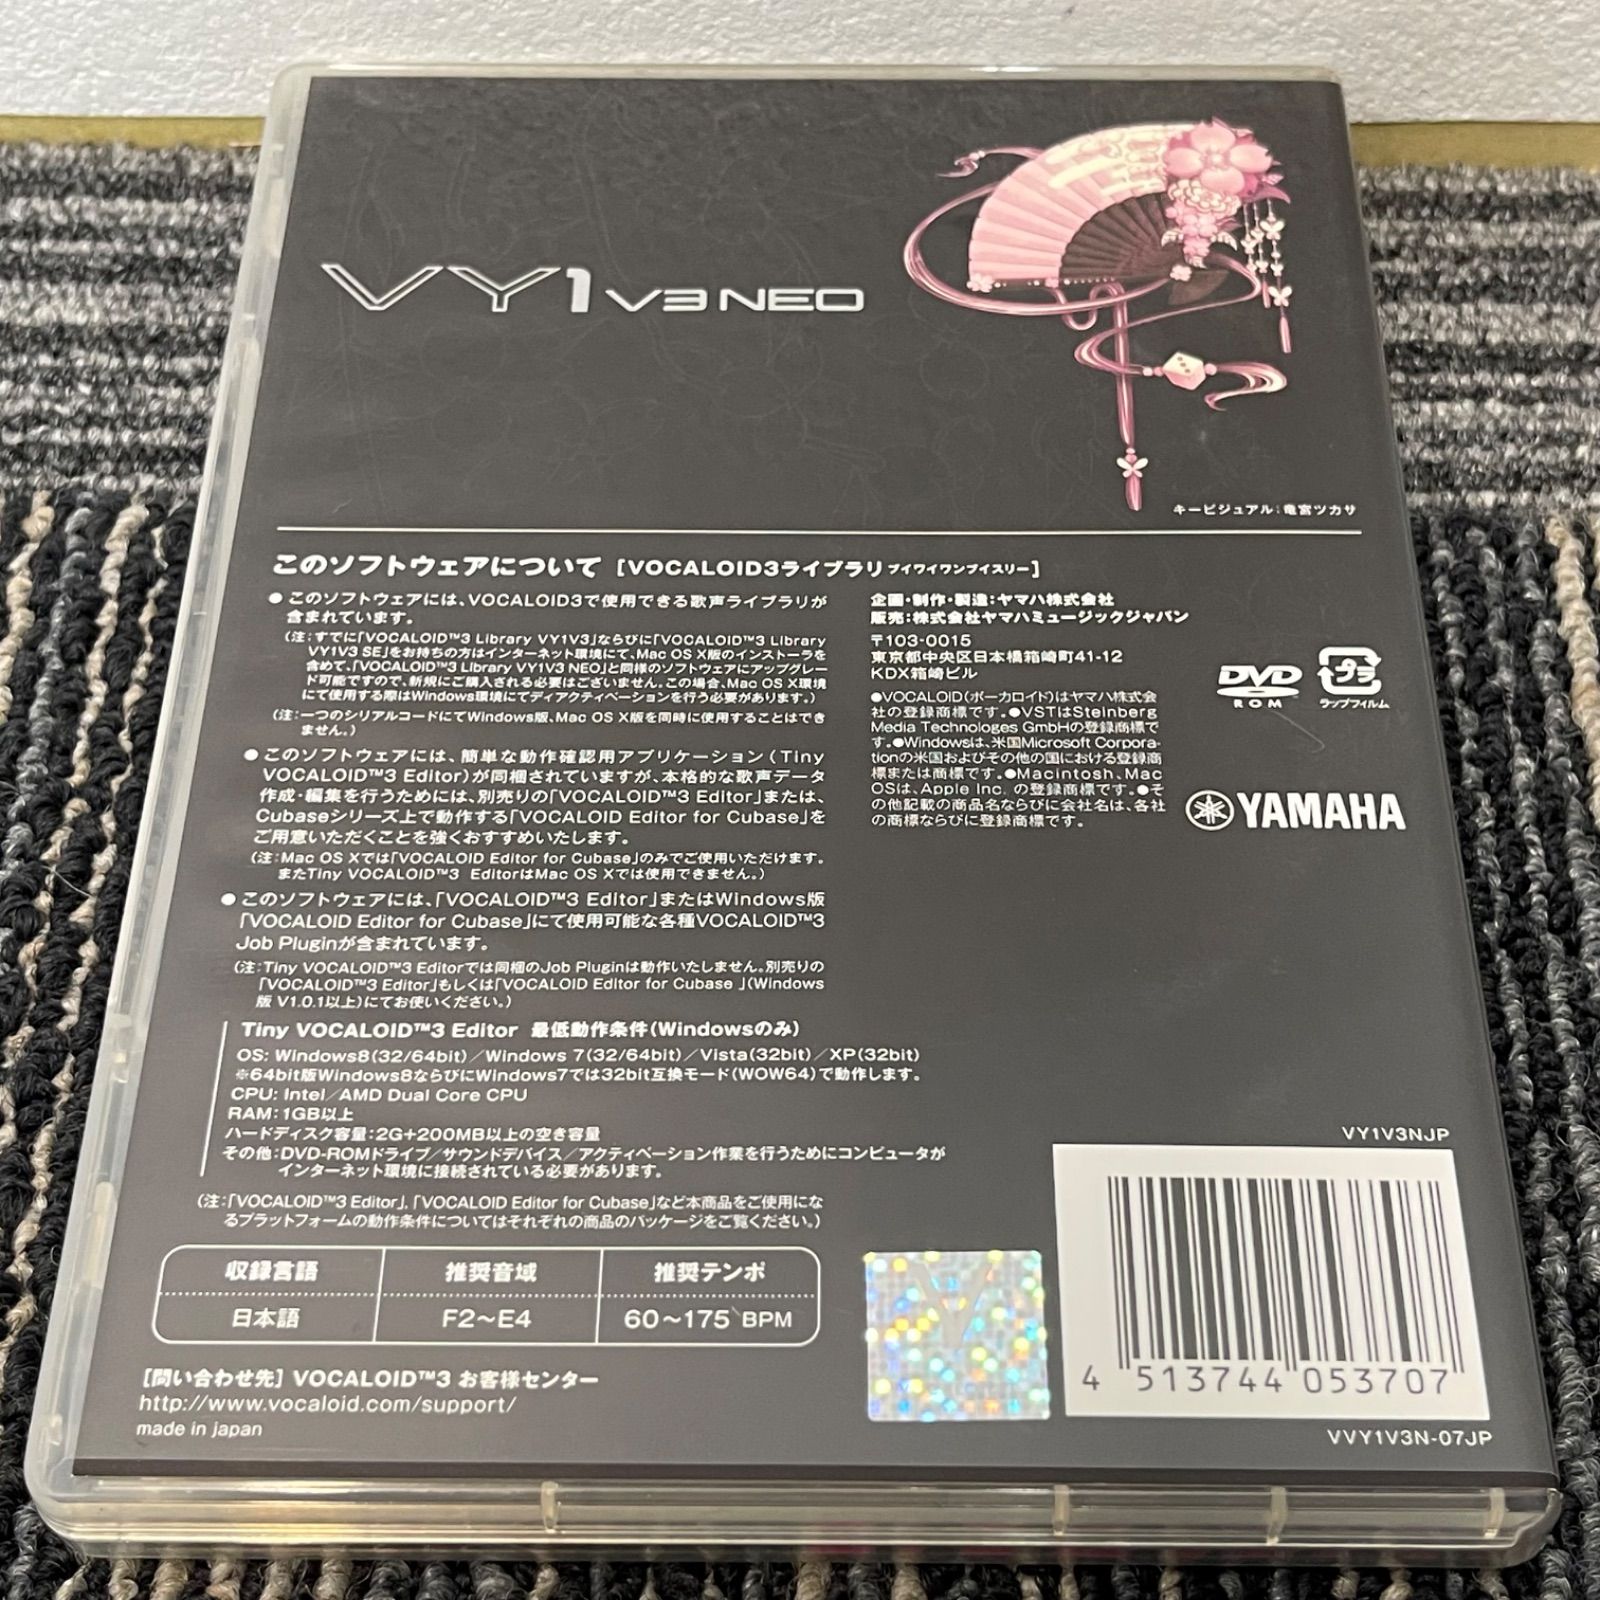 VY1V3 NEO
キービジュアル:竜宮ツカサ
このソフトウェアについて [VOCALOID3ライブラリ ブイワイワンブイスリー]
●このソフトウェアには、VOCALOID3で使用できる歌声ライブラリが
含まれています。
(注:すでに「VOCALOID™3 Library VY1V3」ならびに「VOCALOID™3 Library
VY1V3 SE」をお持ちの方はインターネット環境にて、Mac OS X版のインストーラを
含めて、「VOCALOID™3 Library VY1V3 NEO」と同様のソフトウェアにアップグレー
ド可能ですので、新規にご購入される必要はございません。この場合、Mac OS X環境
にて使用する際はWindows環境にてディアクティベーションを行う必要があります。)
(注:一つのシリアルコードにてWindows版、Mac OS X版を同時に使用することはでき
ません。)
●このソフトウェアには、簡単な動作確認用アプリケーション(Tiny
VOCALOID™3 Editor)が同梱されていますが、本格的な歌声データ
作成・編集を行うためには、別売りの「VOCALOID™3 Editor」または、
Cubaseシリーズ上で動作する「VOCALOID Editor for Cubase」を
ご用意いただくことを強くおすすめいたします。
(注:Mac OS Xでは「VOCALOID Editor for Cubase」のみでご使用いただけます。
またTiny VOCALOID™3 EditorはMac OS Xでは使用できません。)
●このソフトウェアには、「VOCALOID™3 Editor」またはWindows版
「VOCALOID Editor for Cubase」にて使用可能な各種VOCALOID™3
Job Pluginが含まれています。
(注:Tiny VOCALOID™3 Editorでは同梱のJob Pluginは動作いたしません。別売りの
「VOCALOID™3 Editor」もしくは「VOCALOID Editor for Cubase 」(Windows
版 V1.0.1以上)にてお使いください。)
Tiny VOCALOID™3 Editor 最低動作条件(Windowsのみ)
OS: Windows8(32/64bit)/Windows 7(32/64bit)/Vista(32bit)/XP(32bit)
※64bit版Windows8ならびにWindows7では32bit互換モード(WOW64)で動作します。
CPU: Intel/AMD Dual Core CPU
RAM:1GB以上
ハードディスク容量:2G+200MB以上の空き容量
その他:DVD-ROMドライブ/サウンドデバイス/アクティベーション作業を行うためにコンピュータが
インターネット環境に接続されている必要があります。
(注:「VOCALOID™3 Editor」,「VOCALOID Editor for Cubase」など本商品をご使用にな
るプラットフォームの動作条件についてはそれぞれの商品のパッケージをご覧ください。)
収録言語 推奨音域 推奨テンポ
日本語 F2〜E4 60〜175 BPM
[問い合わせ先] VOCALOID™3 お客様センター
http://www.vocaloid.com/support/
made in japan
企画・制作・製造:ヤマハ株式会社
販売:株式会社ヤマハミュージックジャパン
〒103-0015
東京都中央区日本橋箱崎町41-12
KDX箱崎ビル
●VOCALOID(ボーカロイド)はヤマハ株式会
社の登録商標です。●VSTはSteinberg
Media Technologes GmbHの登録商標で
す。●Windowsは、米国Microsoft Corpora-
tionの米国およびその他の国における登録商
標または商標です。●Macintosh、Mac
OSは、Apple Inc. の登録商標です。●そ
の他記載の商品名ならびに会社名は、各社
の商標ならびに登録商標です。
DVD
ROM
プラ
ラップフィルム
YAMAHA
VY1V3NJP
4 513744 053707
VVY1V3N-07JP